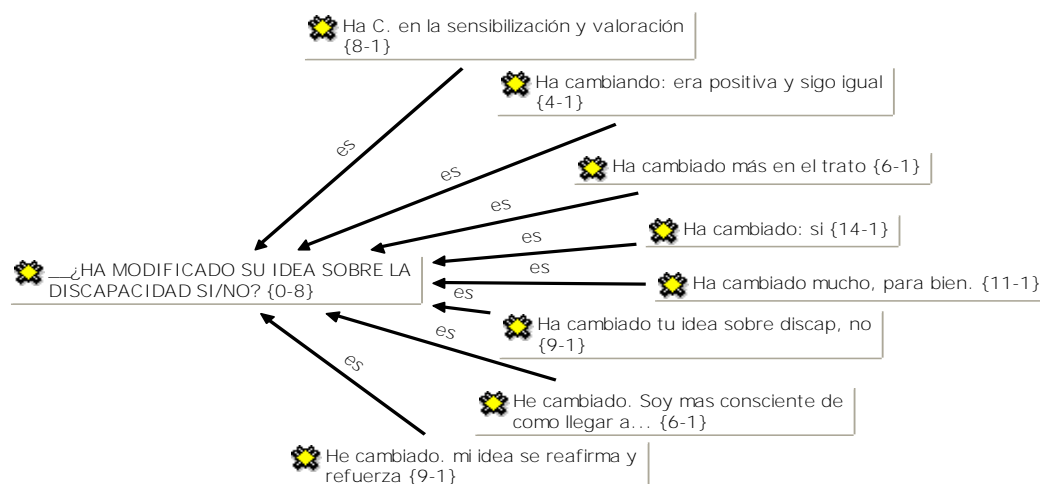 Ha C. en la sensibilización y valoración
{8-1}
Ha cambiando: era positiva y sigo igual
{4-1}
es
es
Ha cambiado más en el trato {6-1}
es
Ha cambiado: si {14-1}
es
__¿HA MODIFICADO SU IDEA SOBRE LA
DISCAPACIDAD SI/NO? {0-8}
es
Ha cambiado mucho, para bien. {11-1}
es
Ha cambiado tu idea sobre discap, no
{9-1}
es
es
He cambiado. Soy mas consciente de
como llegar a... {6-1}
He cambiado. mi idea se reafirma y
refuerza {9-1}